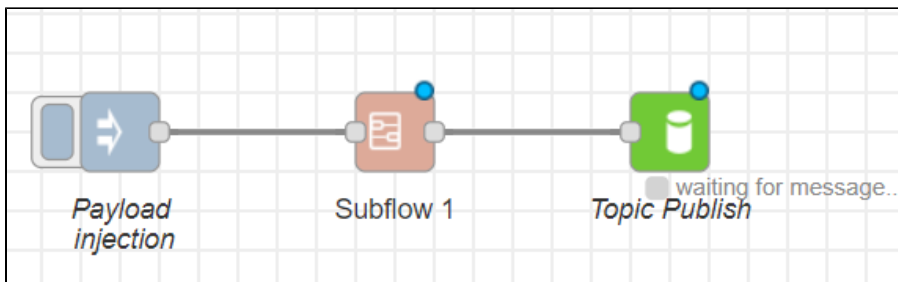 waiting for message..
Payload
injection
Subflow 1
Topic Publish